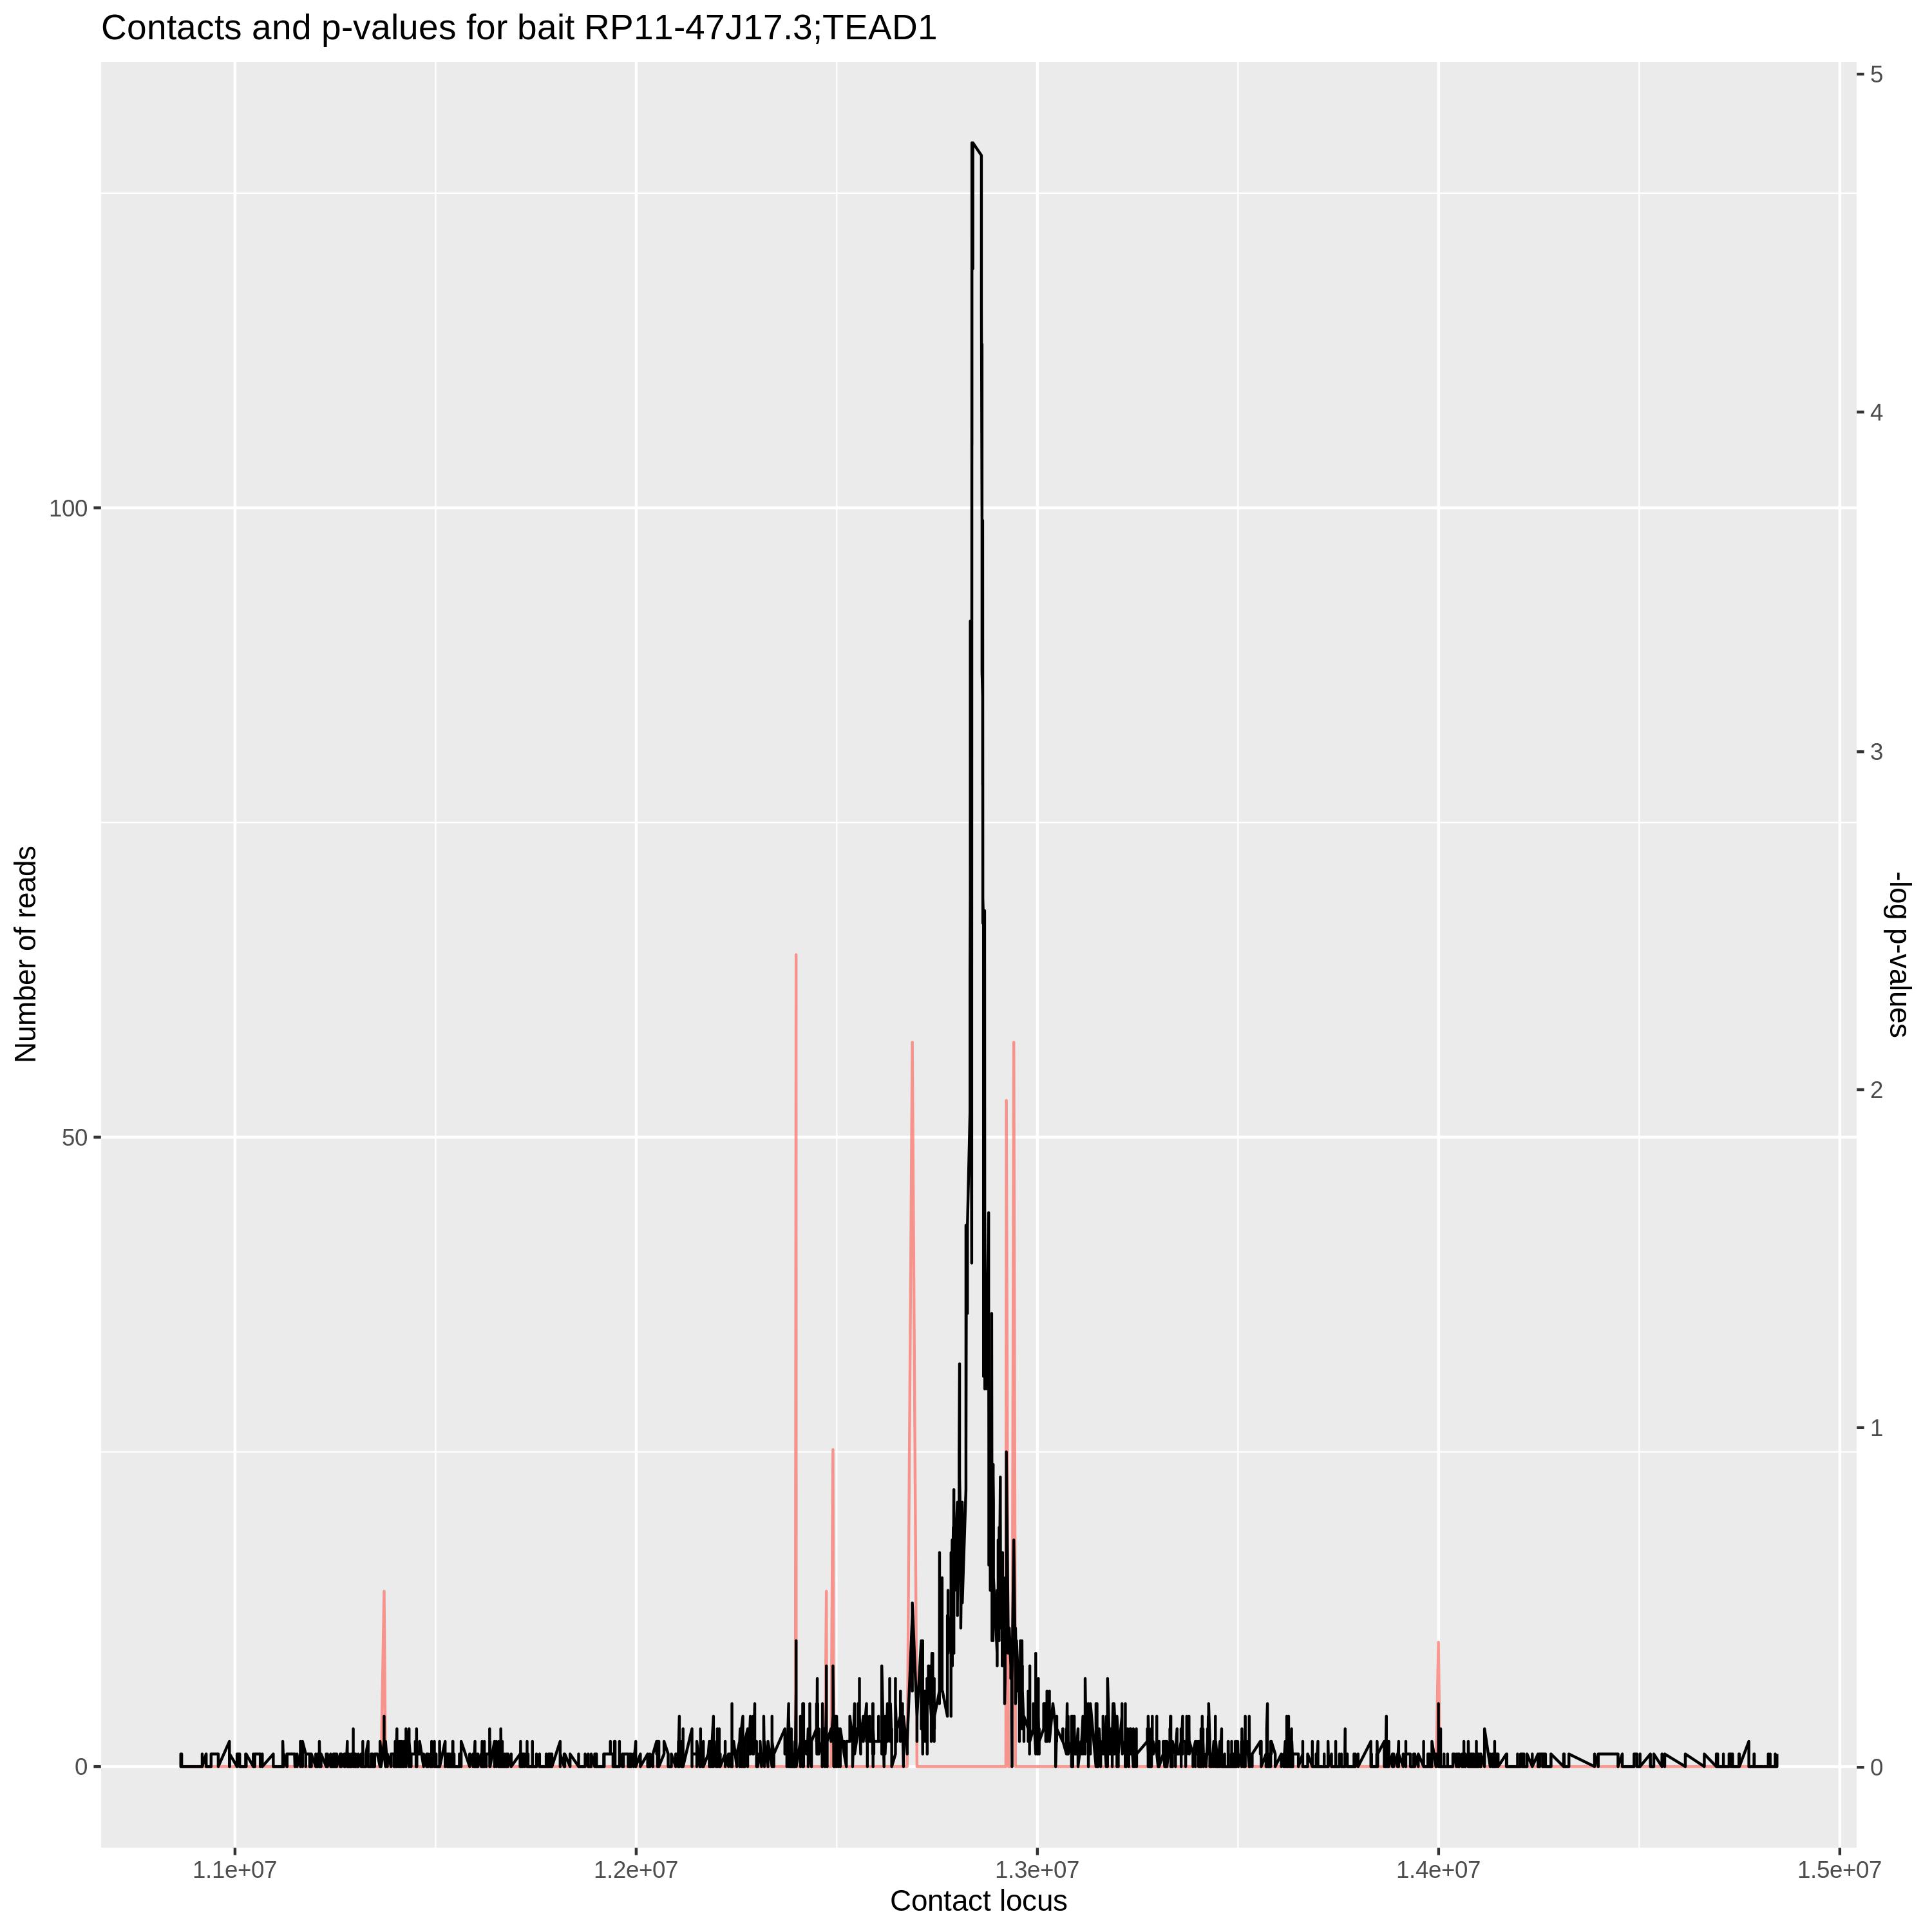 Contacts and p-values for bait RP11-47J17.3;TEAD1
Number of reads
100
50
0
5
4
3
2
1
0
-log p-values
1.1e+07
1.2e+07
1.3e+07
1.4e+07
1.5e+07
Contact locus